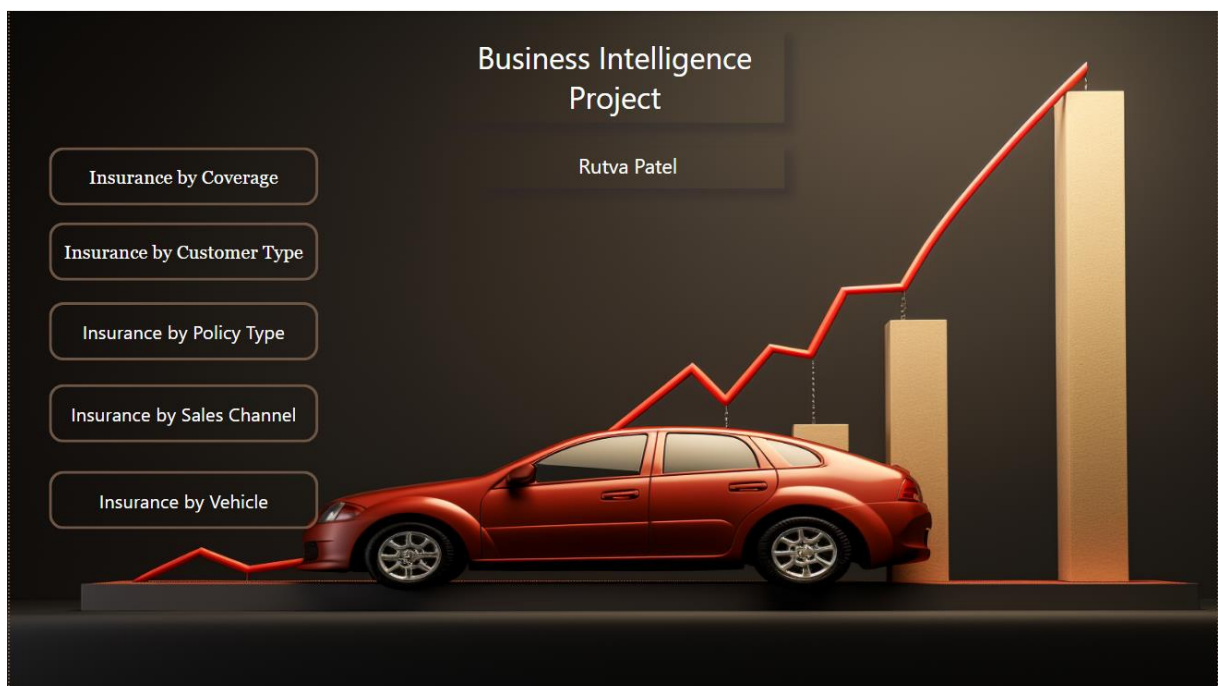 Business Intelligence
Project
Rutva Patel
Insurance by Coverage
Insurance by Customer Type
Insurance by Policy Type
Insurance by Sales Channel
Insurance by Vehicle